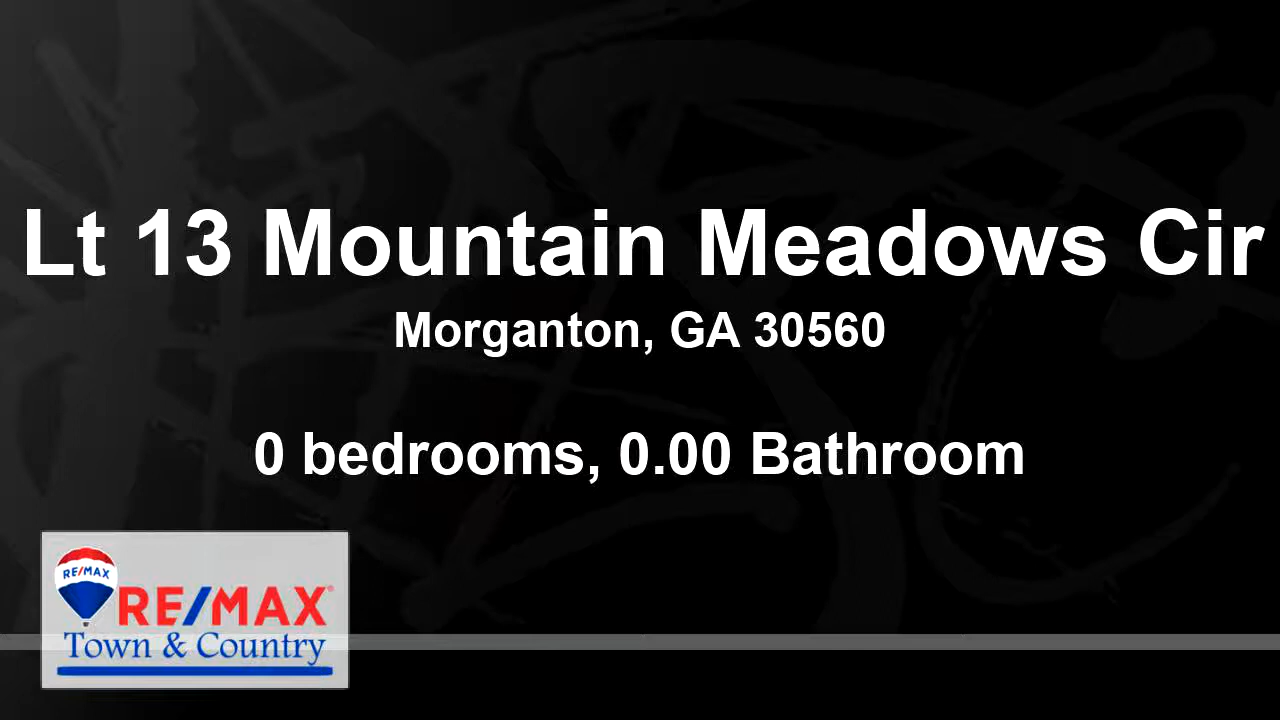 Lt 13 Mountain Meadows Cir
Morganton, GA 30560
0 bedrooms, 0.00 Bathroom
RE/MAX
RE/MAX®
Town & Country